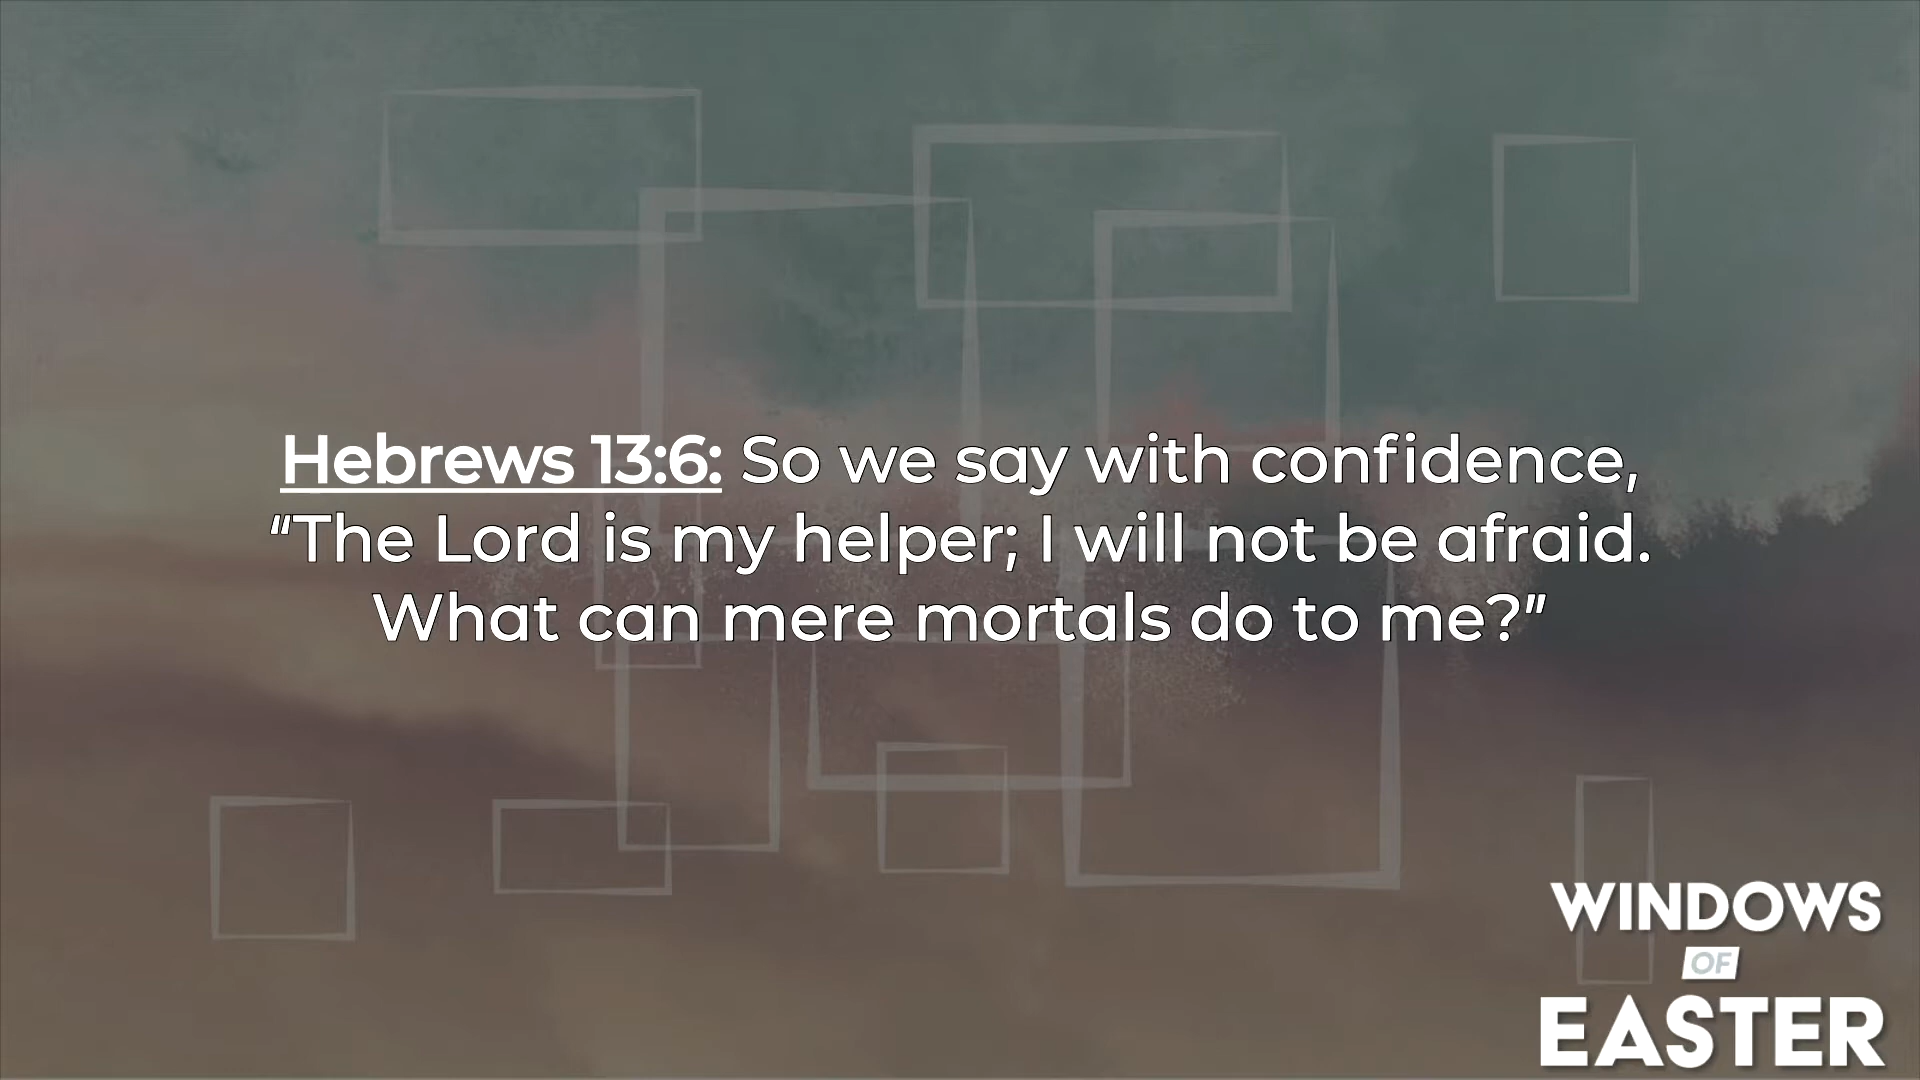 Hebrews 13:6: So we say with confidence,
“The Lord is my helper; I will not be afraid.
What can mere mortals do to me?”
WINDOWS
OF
EASTER